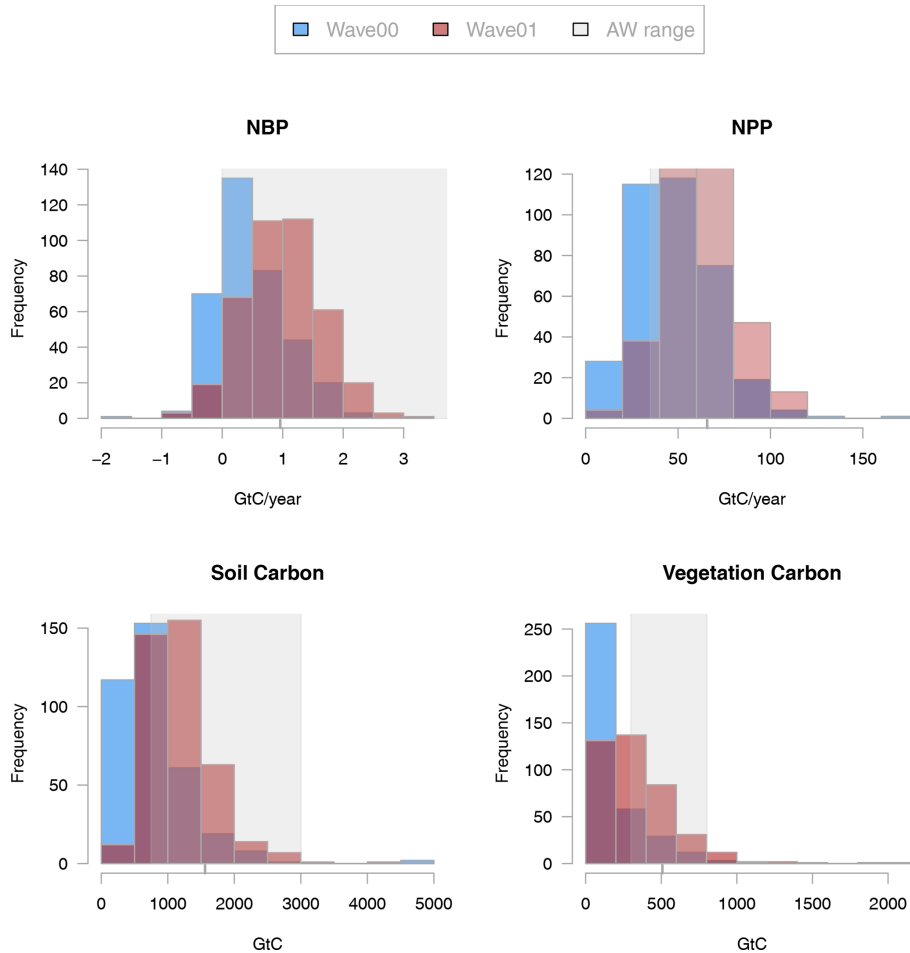 Wave00 Wave01 AW range
NBP
NPP
Frequency
0 20 40 60 80 100 120 140
−2 −1 0 1 2 3
GtC/year
Frequency
0 20 40 60 80 100 120
0 50 100 150
GtC/year
Soil Carbon
Vegetation Carbon
Frequency
0 50 100 150
0 1000 2000 3000 4000 5000
GtC
Frequency
0 50 100 150 200 250
0 500 1000 1500 2000
GtC